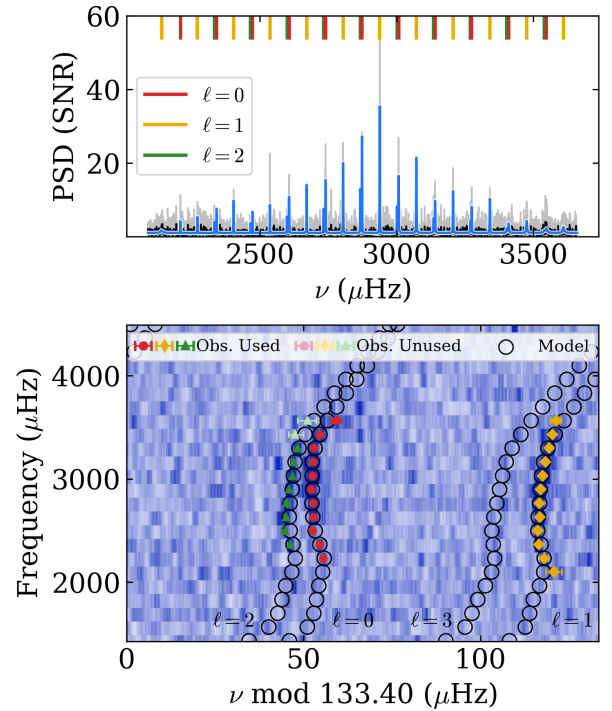 60
40
20
PSD (SNR)
ℓ = 0
ℓ = 1
ℓ = 2
2500 3000 3500
ν (μHz)
Obs. Used Obs. Unused Model
4000
3000
2000
Frequency (μHz)
ℓ = 2 ℓ = 0 ℓ = 3 ℓ = 1
0 50 100
ν mod 133.40 (μHz)